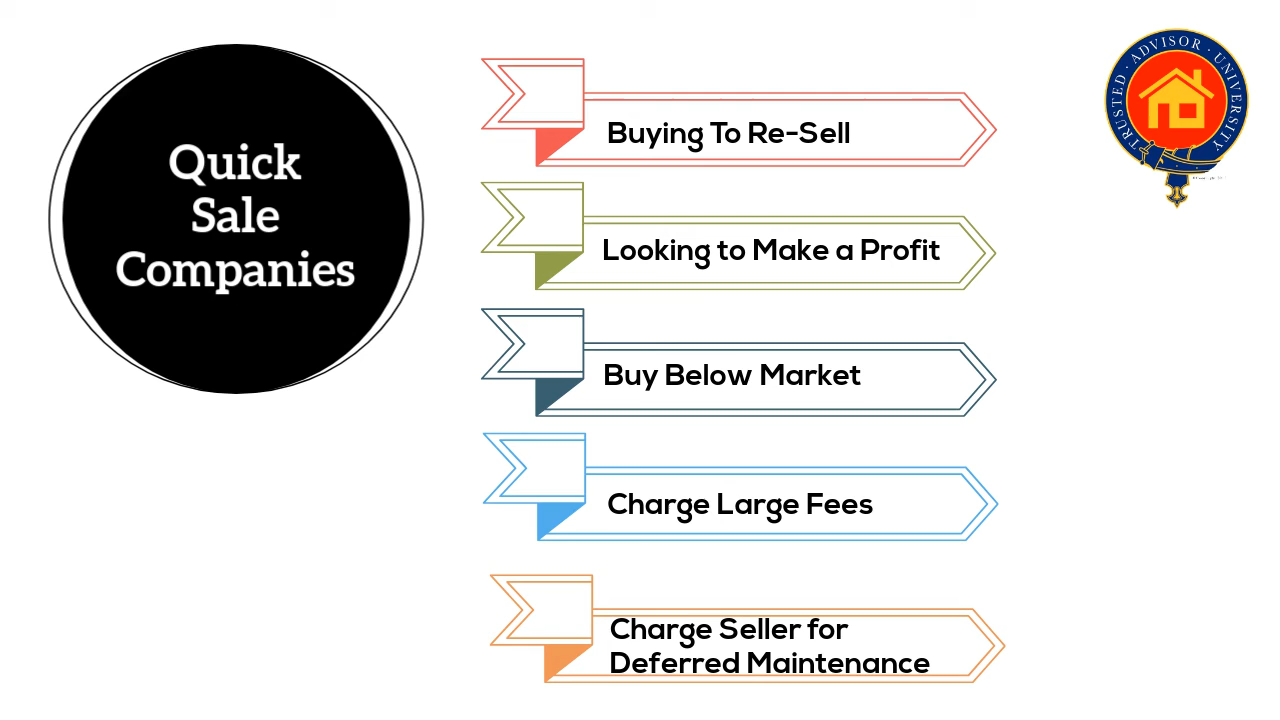 Quick
Sale
Companies
Buying To Re-Sell
Looking to Make a Profit
Buy Below Market
Charge Large Fees
Charge Seller for
Deferred Maintenance
TRUSTED · ADVISOR · UNIVERSITY